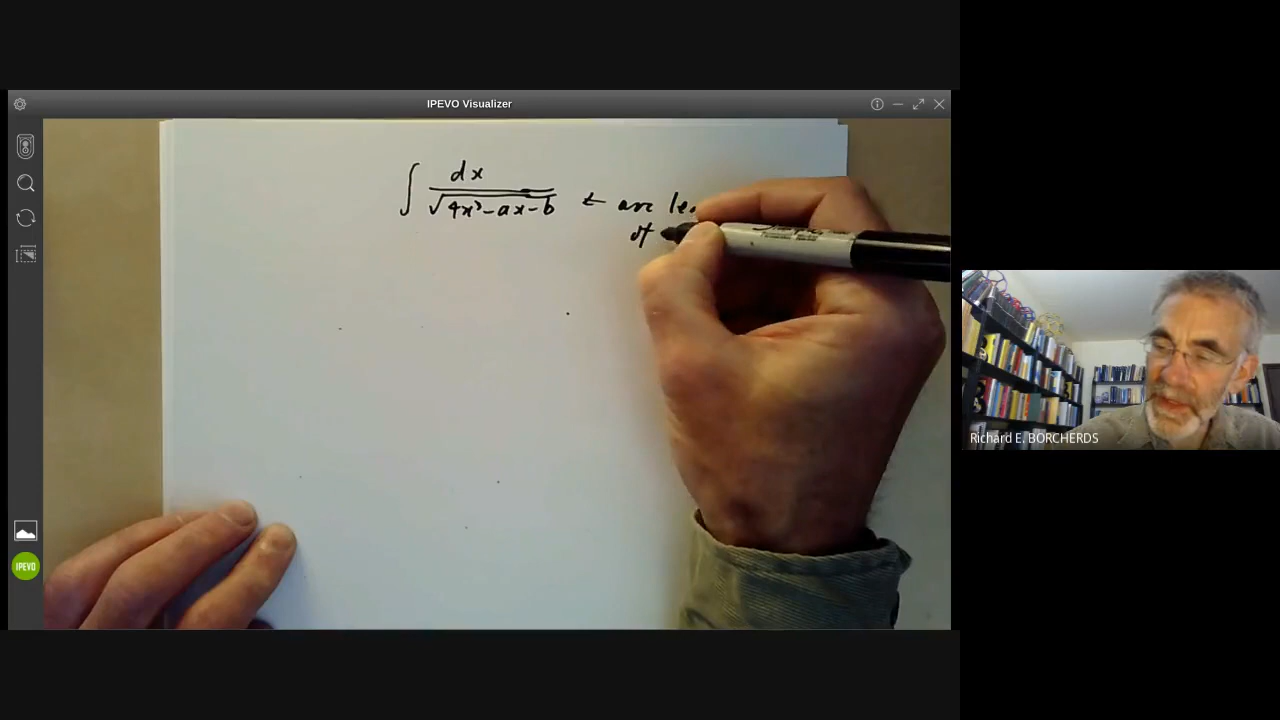 IPEVO Visualizer
∫ dx / √4x³-ax-b ← arc le
of
IPEVO
Richard E. BORCHERDS